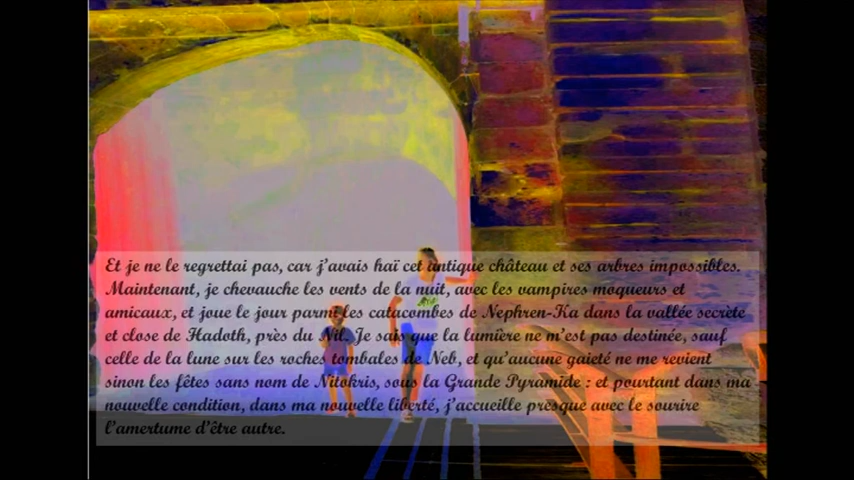 Et je ne le regrettai pas, car j'avais haï cet antique château et ses arbres impossibles.
Maintenant, je chevauche les vents de la nuit, avec les vampires moqueurs et
amicaux, et joue le jour parmi les catacombes de Nephren-Ka dans la vallée secrète
et close de Hadoth, près du Nil. Je sais que la lumière ne m'est pas destinée, sauf
celle de la lune sur les roches tombales de Neb, et qu'aucune gaieté ne me revient
sinon les fêtes sans nom de Nitokris, sous la Grande Pyramide : et pourtant dans ma
nouvelle condition, dans ma nouvelle liberté, j'accueille presque avec le sourire
l'amertume d'être autre.